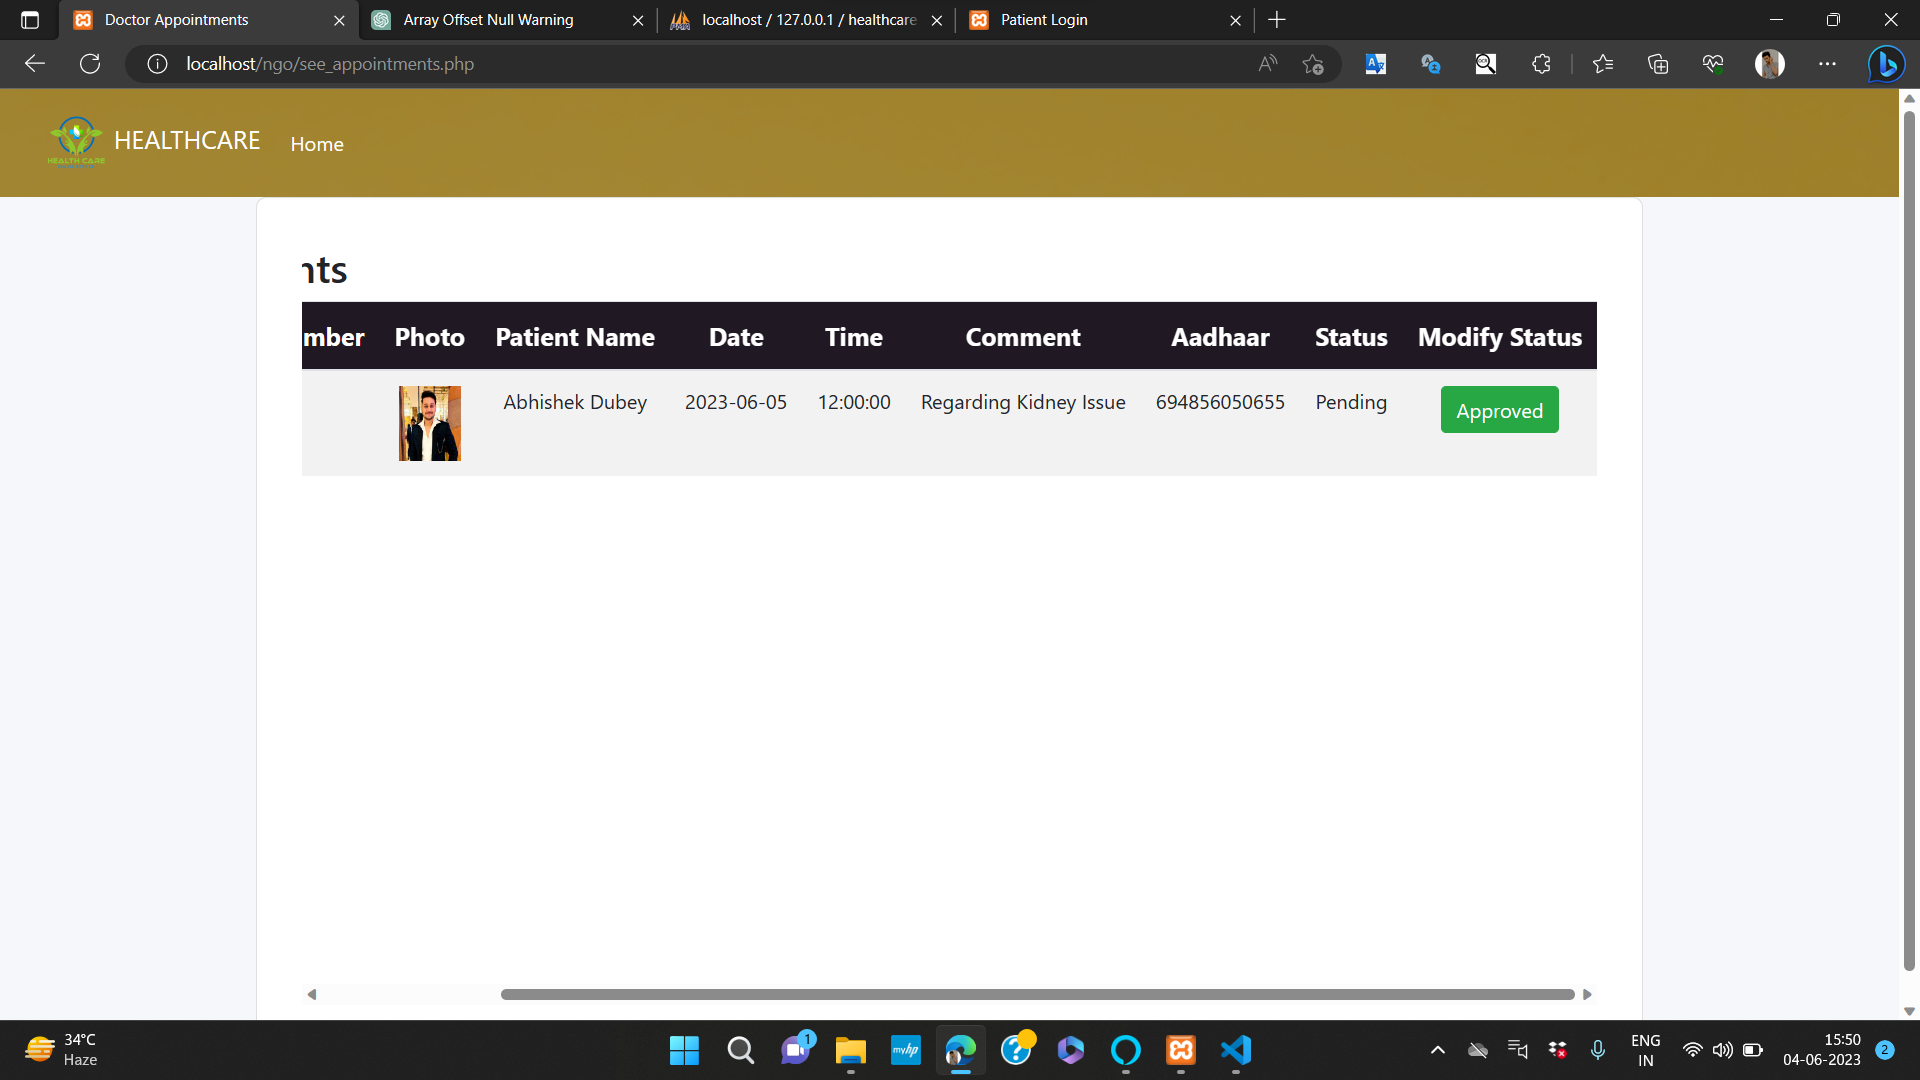 Doctor Appointments
Array Offset Null Warning
localhost / 127.0.0.1 / healthcare
Patient Login
localhost/ngo/see_appointments.php
HEALTH CARE
HEALTHCARE
Home
nts
mber Photo Patient Name Date Time Comment Aadhaar Status Modify Status
Abhishek Dubey 2023-06-05 12:00:00 Regarding Kidney Issue 694856050655 Pending Approved
34°C
Haze
1
myhp
ENG
IN
15:50
04-06-2023
2